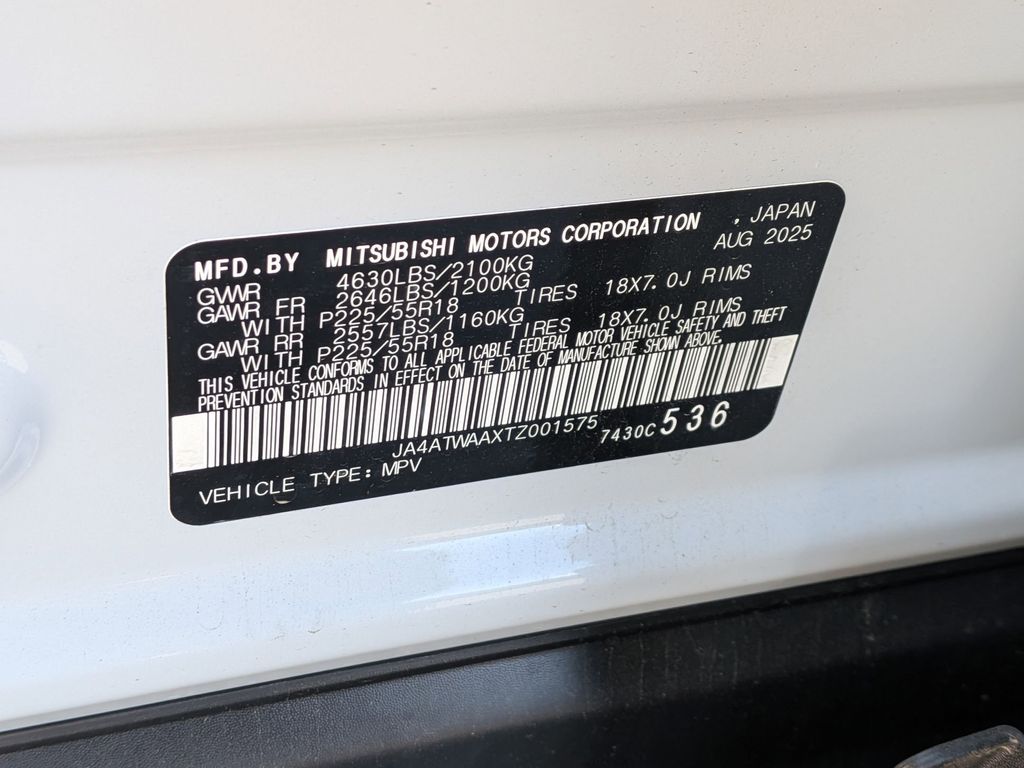 MFD.BY MITSUBISHI MOTORS CORPORATION , JAPAN
GVWR 4630LBS/2100KG AUG 2025
GAWR FR 2646LBS/1200KG
WITH P225/55R18 TIRES 18X7.0J RIMS
GAWR RR 2557LBS/1160KG
WITH P225/55R18 TIRES 18X7.0J RIMS
THIS VEHICLE CONFORMS TO ALL APPLICABLE FEDERAL MOTOR VEHICLE SAFETY AND THEFT
PREVENTION STANDARDS IN EFFECT ON THE DATE OF MANUFACTURE SHOWN ABOVE.
JA4ATWAAXTZ001575 7430C 536
VEHICLE TYPE: MPV